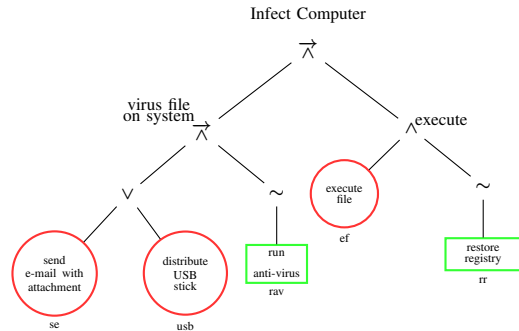 Infect Computer
→∧
virus file
on system
→∧
∧execute
∨
∼
execute
file
ef
∼
send
e-mail with
attachment
se
distribute
USB
stick
usb
run
anti-virus
rav
restore
registry
rr